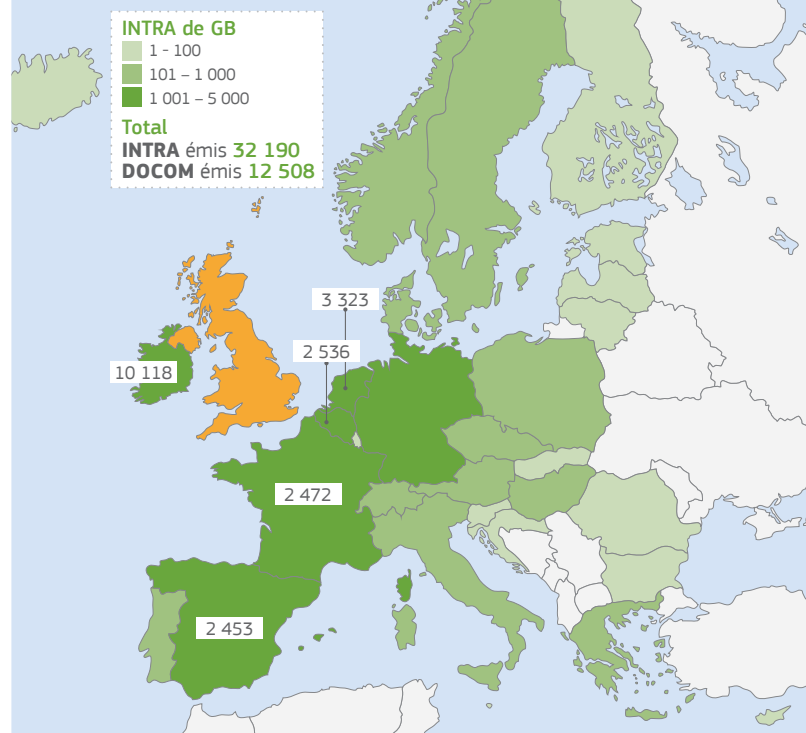 INTRA de GB
1 - 100
101 – 1 000
1 001 – 5 000
Total
INTRA émis 32 190
DOCOM émis 12 508
3 323
2 536
10 118
2 472
2 453